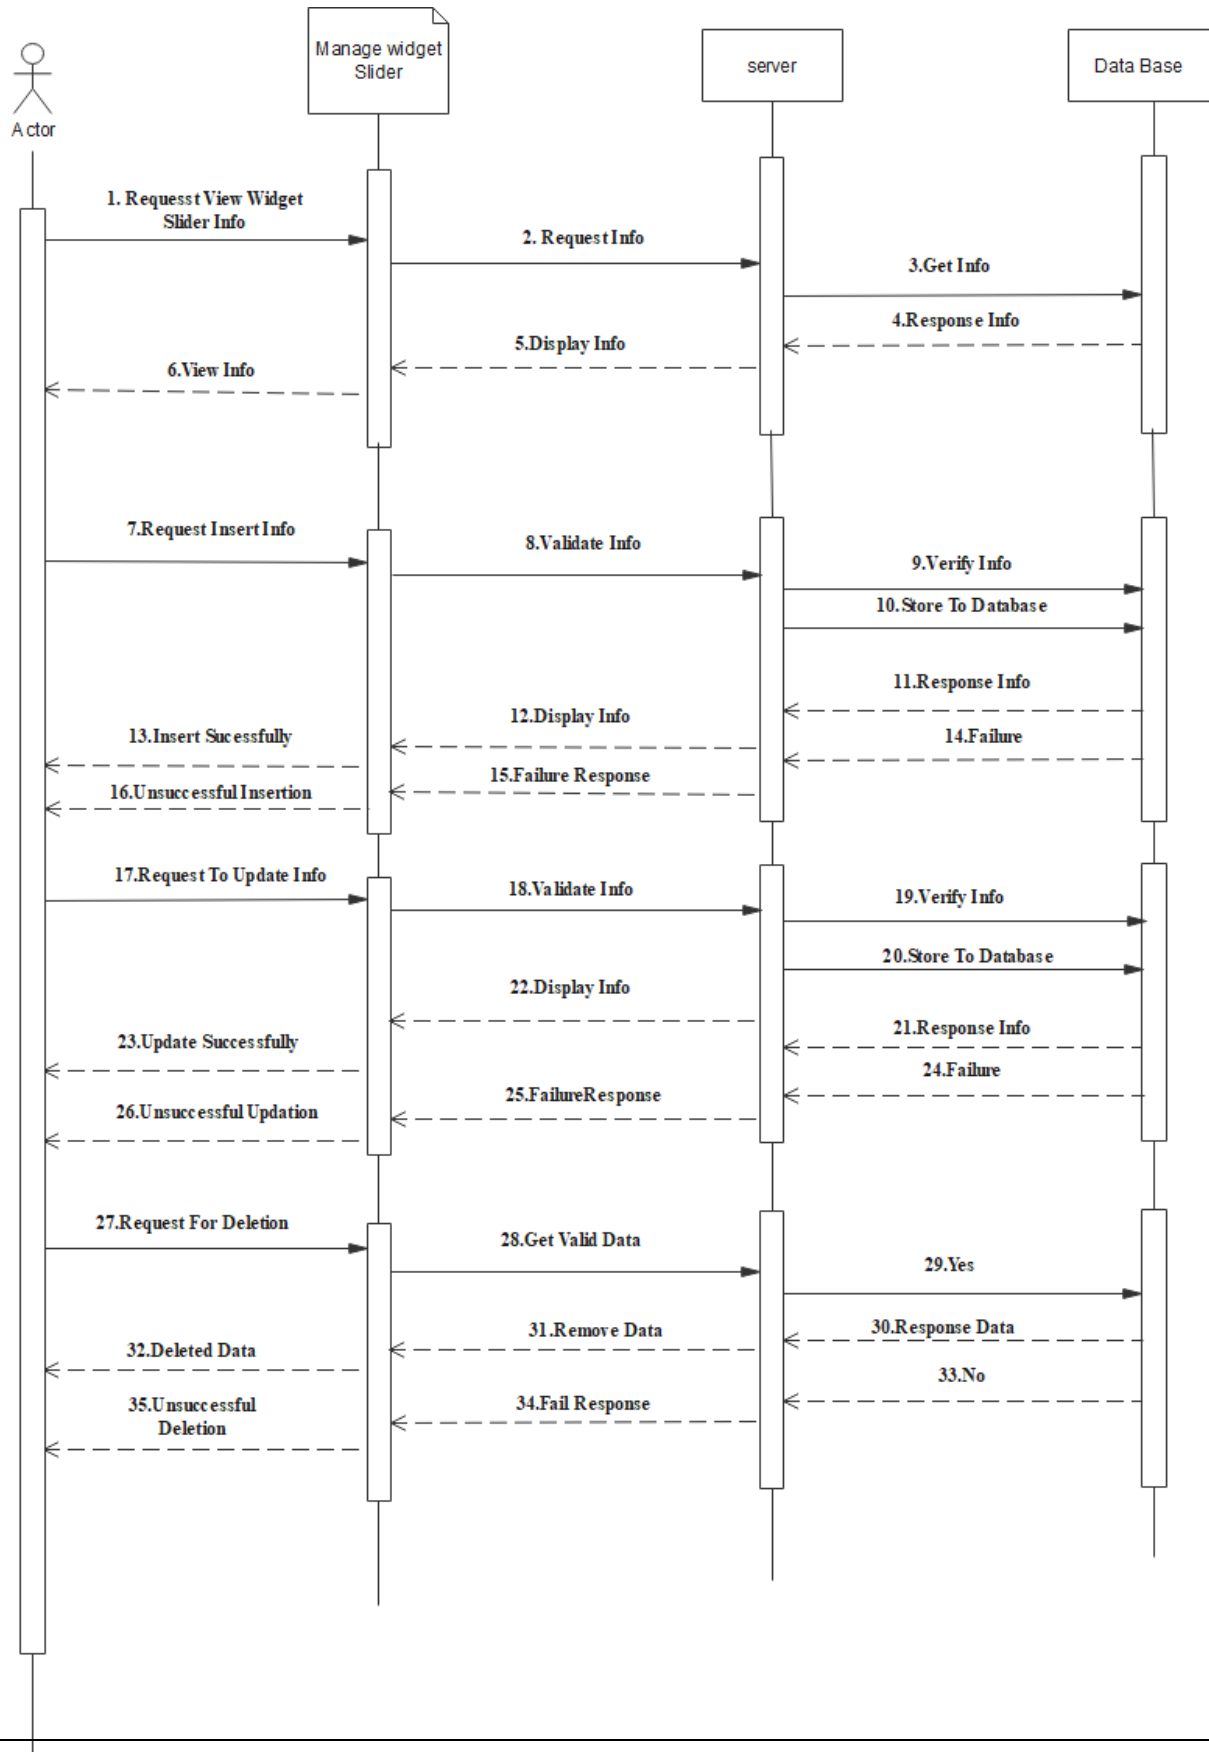 Manage widget
Slider
server
Data Base
Actor
1. Requesst View Widget
Slider Info
2. Request Info
3.Get Info
4.Response Info
5.Display Info
6.View Info
7.Request Insert Info
8.Validate Info
9.Verify Info
10.Store To Database
11.Response Info
12.Display Info
13.Insert Sucessfully
14.Failure
15.Failure Response
16.Unsuccessful Insertion
17.Request To Update Info
18.Validate Info
19.Verify Info
20.Store To Database
22.Display Info
21.Response Info
23.Update Successfully
24.Failure
25.FailureResponse
26.Unsuccessful Updation
27.Request For Deletion
28.Get Valid Data
29.Yes
30.Response Data
31.Remove Data
32.Deleted Data
33.No
34.Fail Response
35.Unsuccessful
Deletion